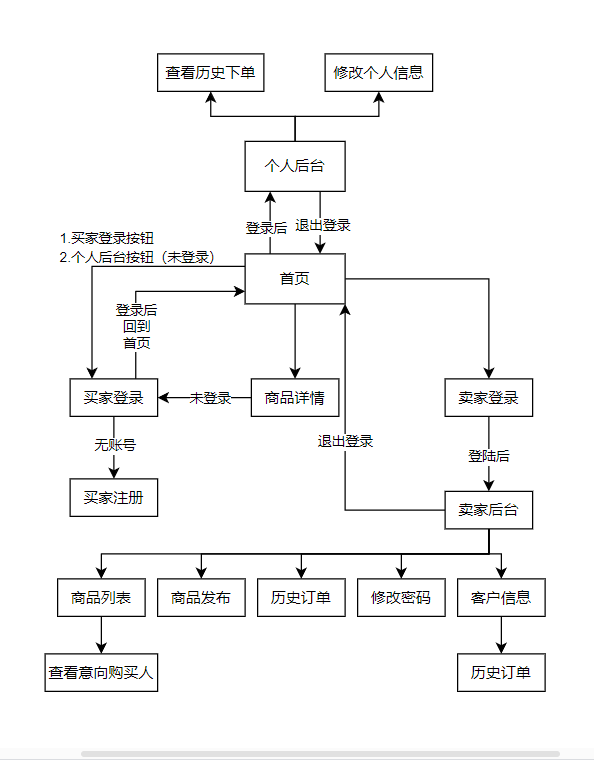 查看历史下单
修改个人信息
个人后台
登录后
退出登录
1.买家登录按钮
2.个人后台按钮（未登录）
首页
登录后
回到
首页
买家登录
未登录
商品详情
卖家登录
无账号
退出登录
登陆后
买家注册
卖家后台
商品列表
商品发布
历史订单
修改密码
客户信息
查看意向购买人
历史订单